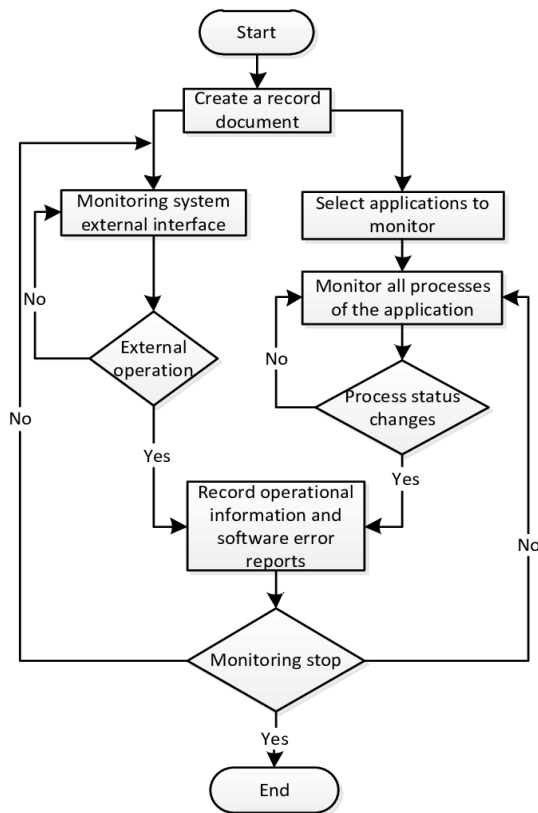 Start
Create a record
document
Monitoring system
external interface
Select applications to
monitor
Monitor all processes
of the application
No
External
operation
No
Process status
changes
No
Yes
Yes
Record operational
information and
software error
reports
No
Monitoring stop
Yes
End